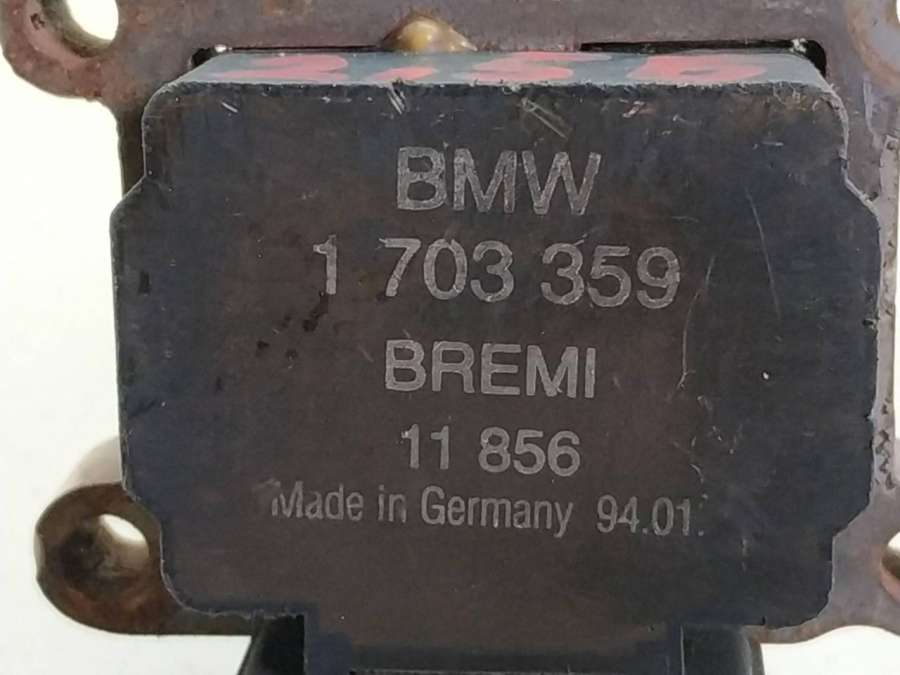 BMW
1 703 359
BREMI
11 856
Made in Germany 94.01